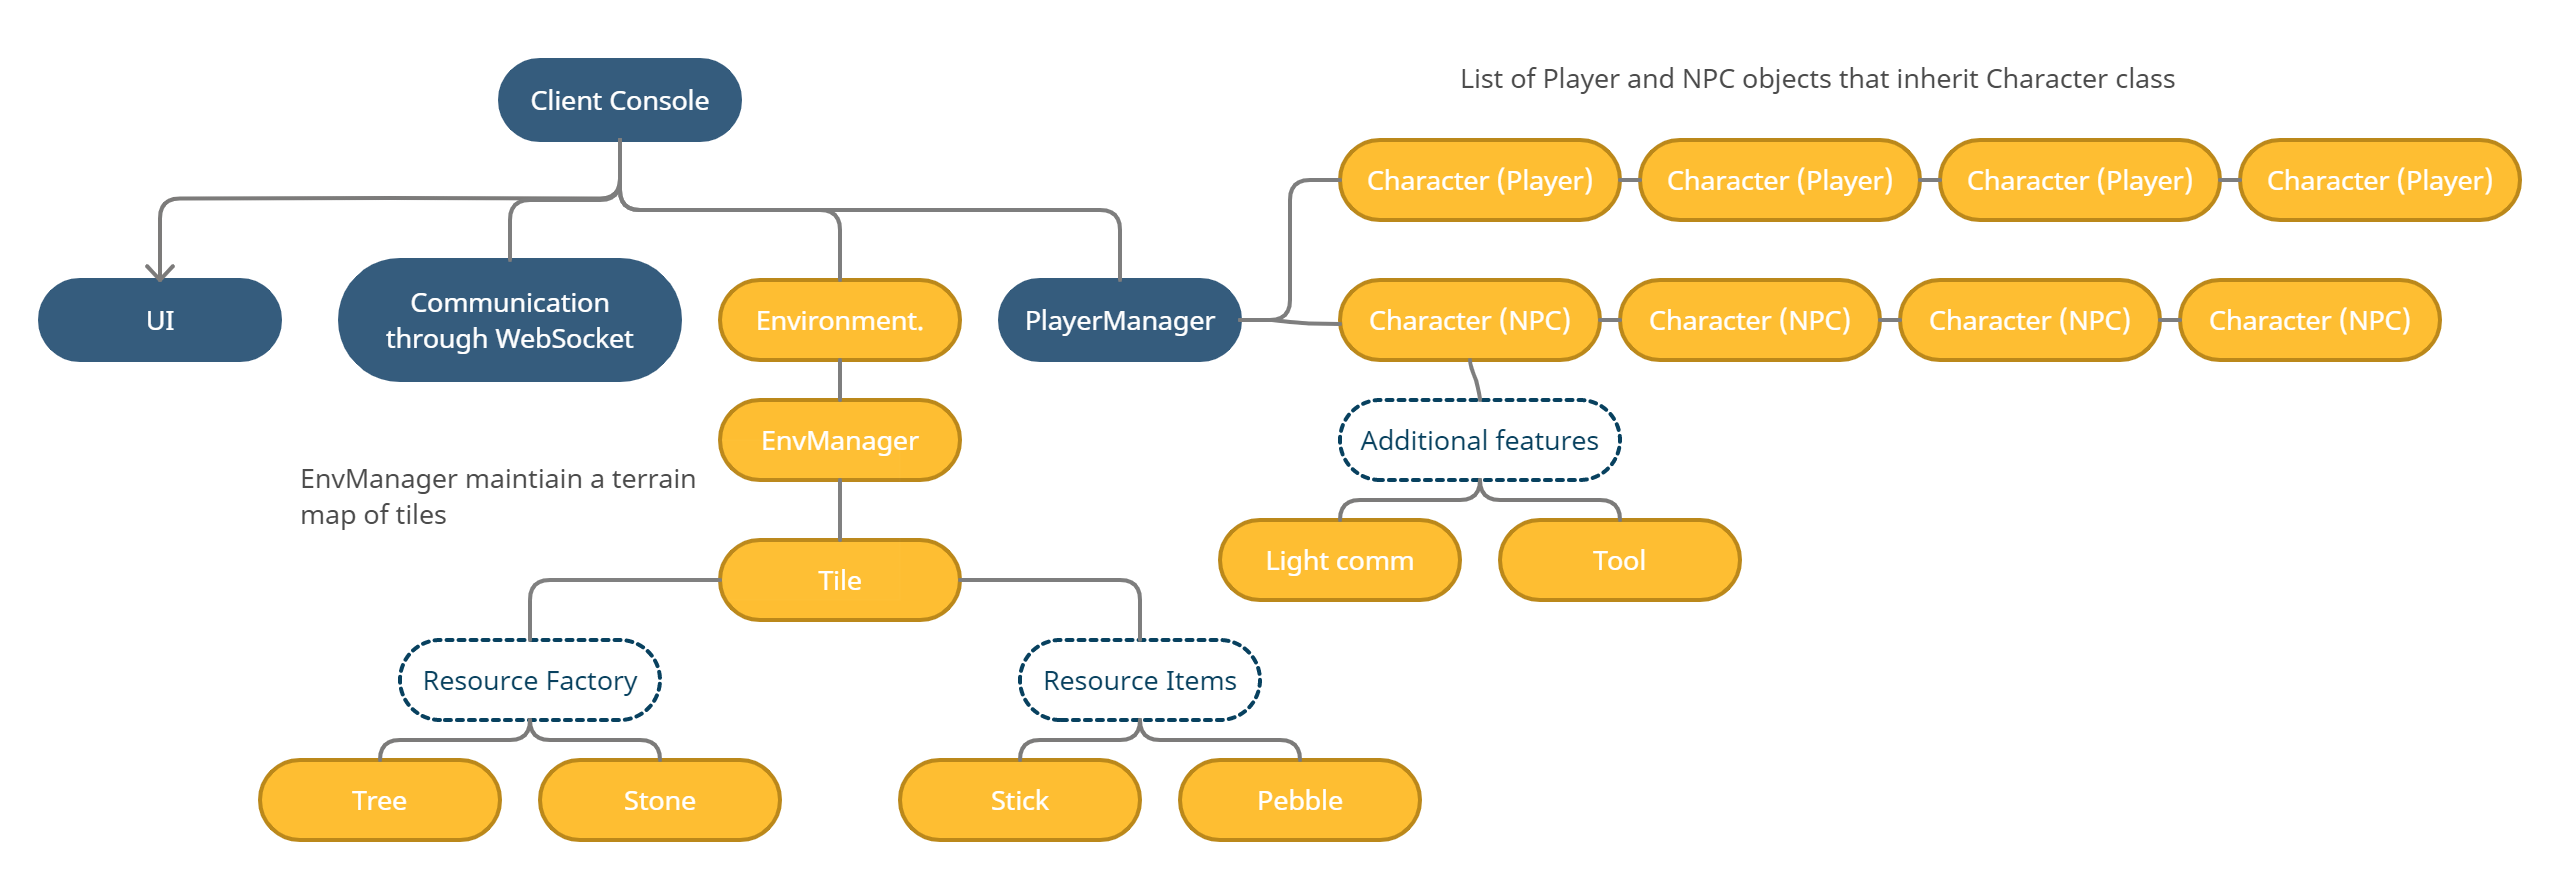 Client Console
List of Player and NPC objects that inherit Character class
Character (Player)
Character (Player)
Character (Player)
Character (Player)
UI
Communication
through WebSocket
Environment.
PlayerManager
Character (NPC)
Character (NPC)
Character (NPC)
Character (NPC)
EnvManager
Additional features
EnvManager maintiain a terrain
map of tiles
Tile
Light comm
Tool
Resource Factory
Resource Items
Tree
Stone
Stick
Pebble